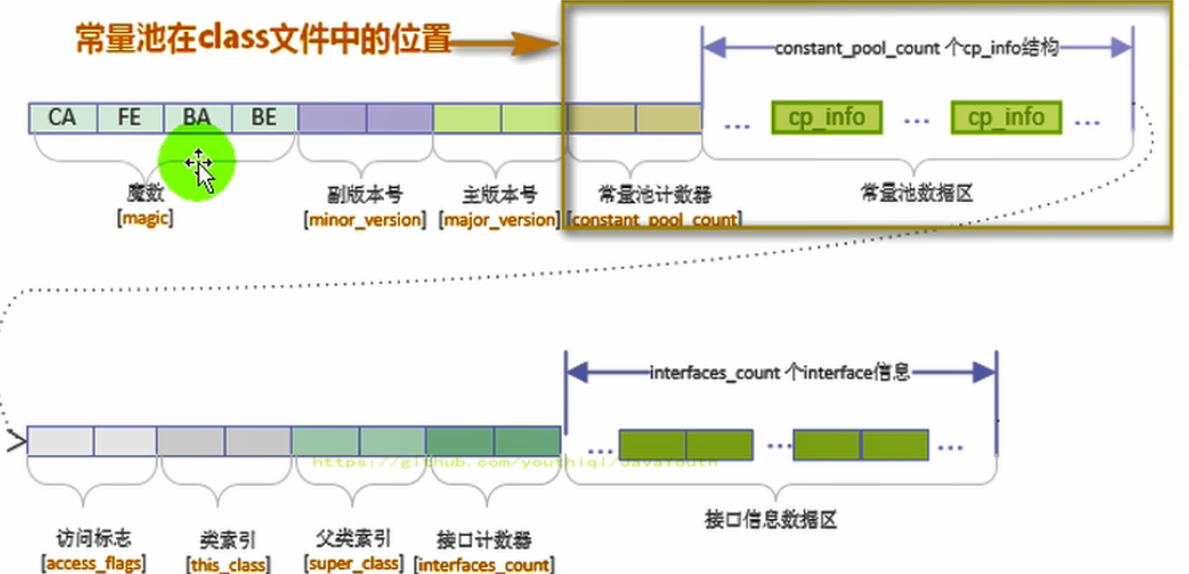 常量池在class文件中的位置
constant_pool_count 个cp_info结构
CA FE BA BE
... cp_info ... cp_info ...
魔数 副版本号 主版本号 常量池计数器 常量池数据区
[magic] [minor_version] [major_version] [constant_pool_count]
interfaces_count 个interface信息
... ... ...
https://github.com/youthlql/JavaYouth
访问标志 类索引 父类索引 接口计数器 接口信息数据区
[access_flags] [this_class] [super_class] [interfaces_count]